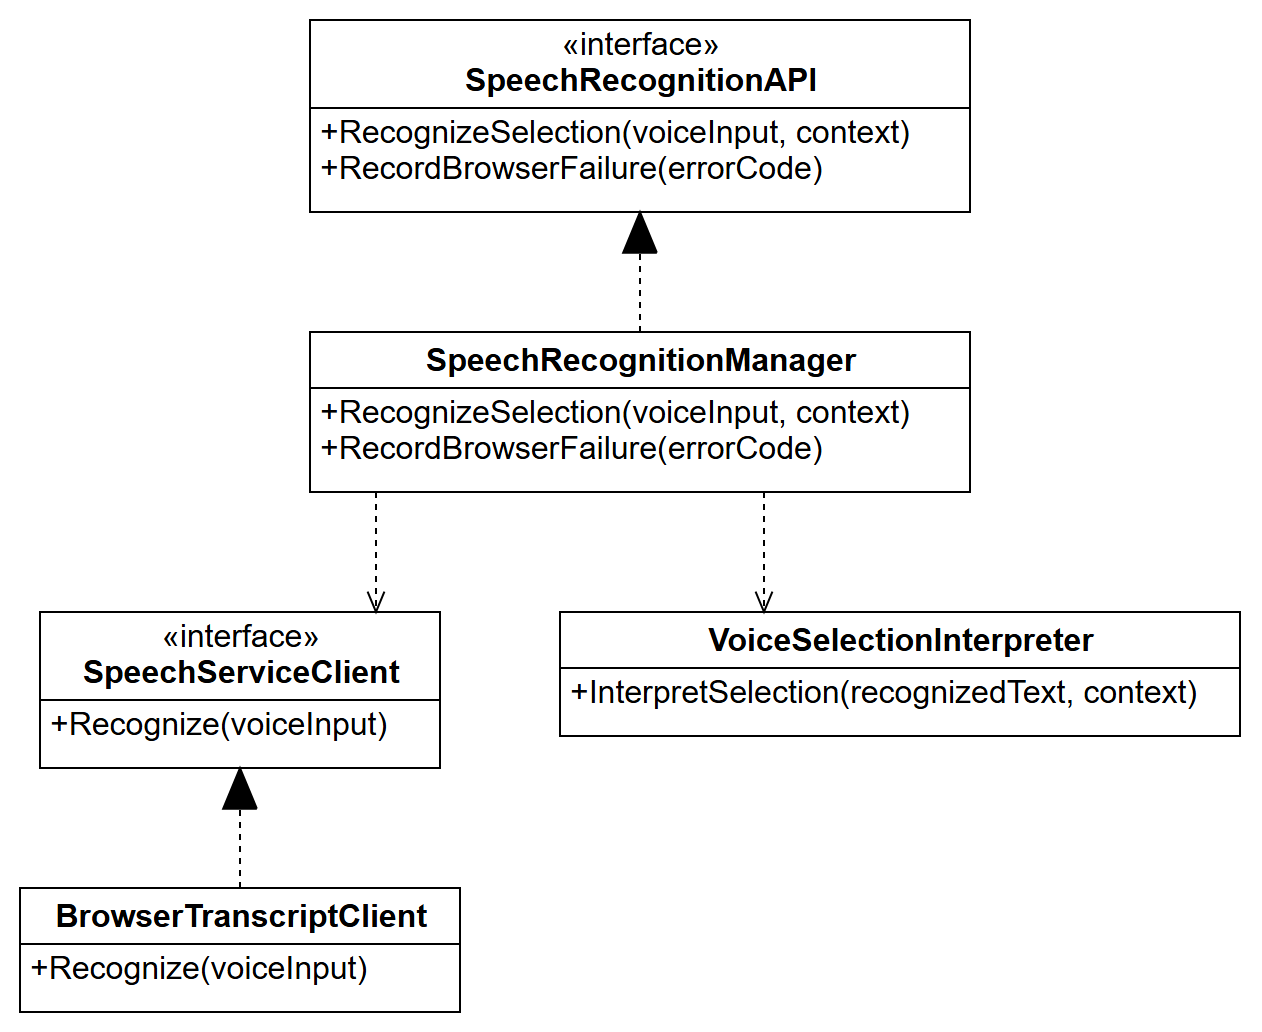 «interface»
SpeechRecognitionAPI
+RecognizeSelection(voiceInput, context)
+RecordBrowserFailure(errorCode)
SpeechRecognitionManager
+RecognizeSelection(voiceInput, context)
+RecordBrowserFailure(errorCode)
«interface»
SpeechServiceClient
+Recognize(voiceInput)
VoiceSelectionInterpreter
+InterpretSelection(recognizedText, context)
BrowserTranscriptClient
+Recognize(voiceInput)